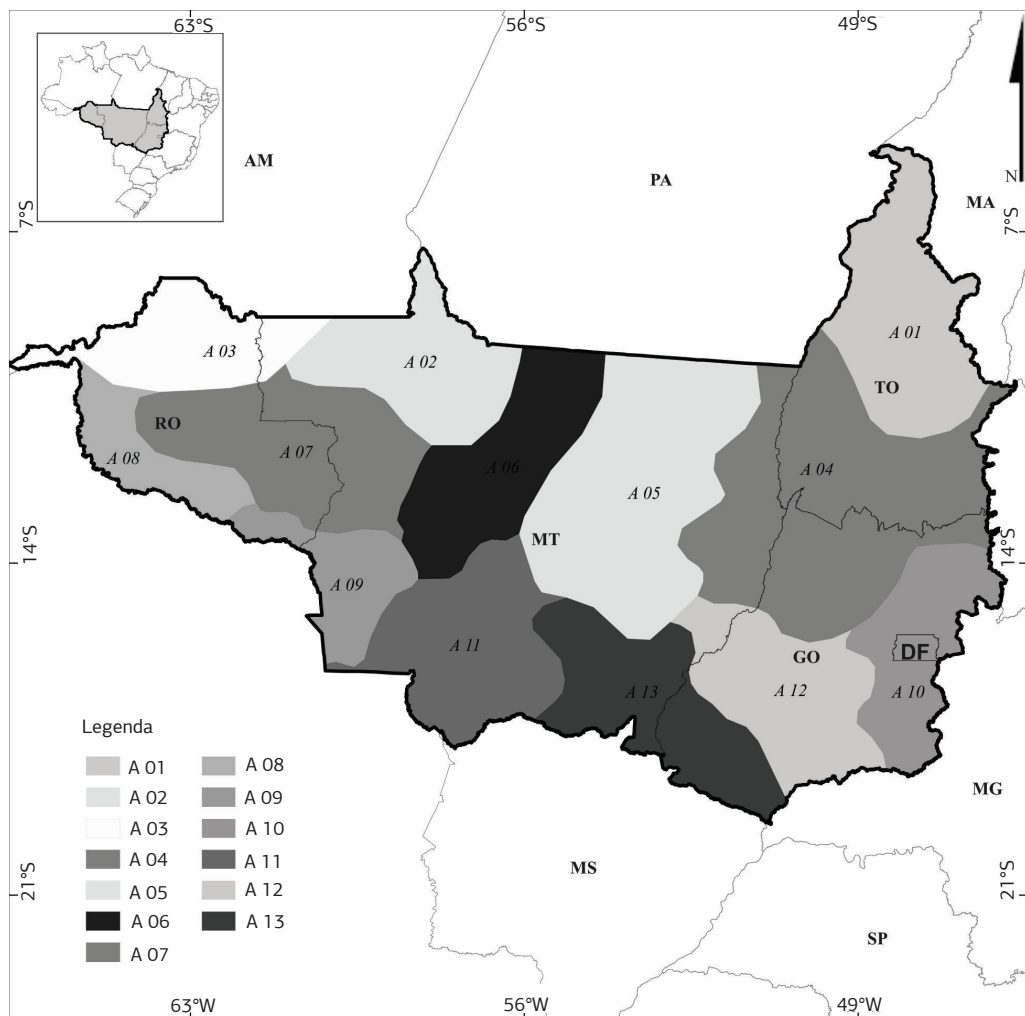 63°S 56°S 49°S
AM
PA
N
MA
7°S 7°S
A 01
A 03
A 02
TO
RO
A 07
A 08
A 06
A 04
A 05
MT
14°S 14°S
A 09
A 11
GO
DF
A 13
A 12
A 10
Legenda
A 01 A 08
A 02 A 09
A 03 A 10
A 04 A 11
A 05 A 12
A 06 A 13
A 07
MG
MS
21°S 21°S
SP
63°W 56°W 49°W